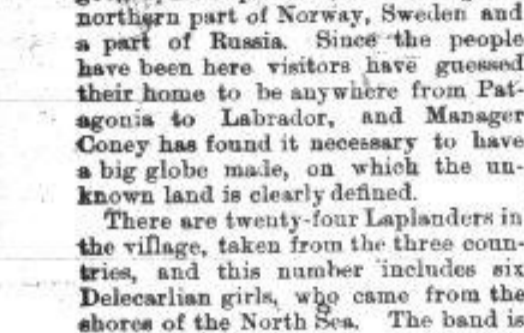 northern part of Norway, Sweden and
a part of Russia. Since the people
have been here visitors have guessed
their home to be anywhere from Pat-
agonia to Labrador, and Manager
Coney has found it necessary to have
a big globe made, on which the un-
known land is clearly defined.
There are twenty-four Laplanders in
the village, taken from the three coun-
tries, and this number includes six
Delecarlian girls, who came from the
shores of the North Sea. The band is